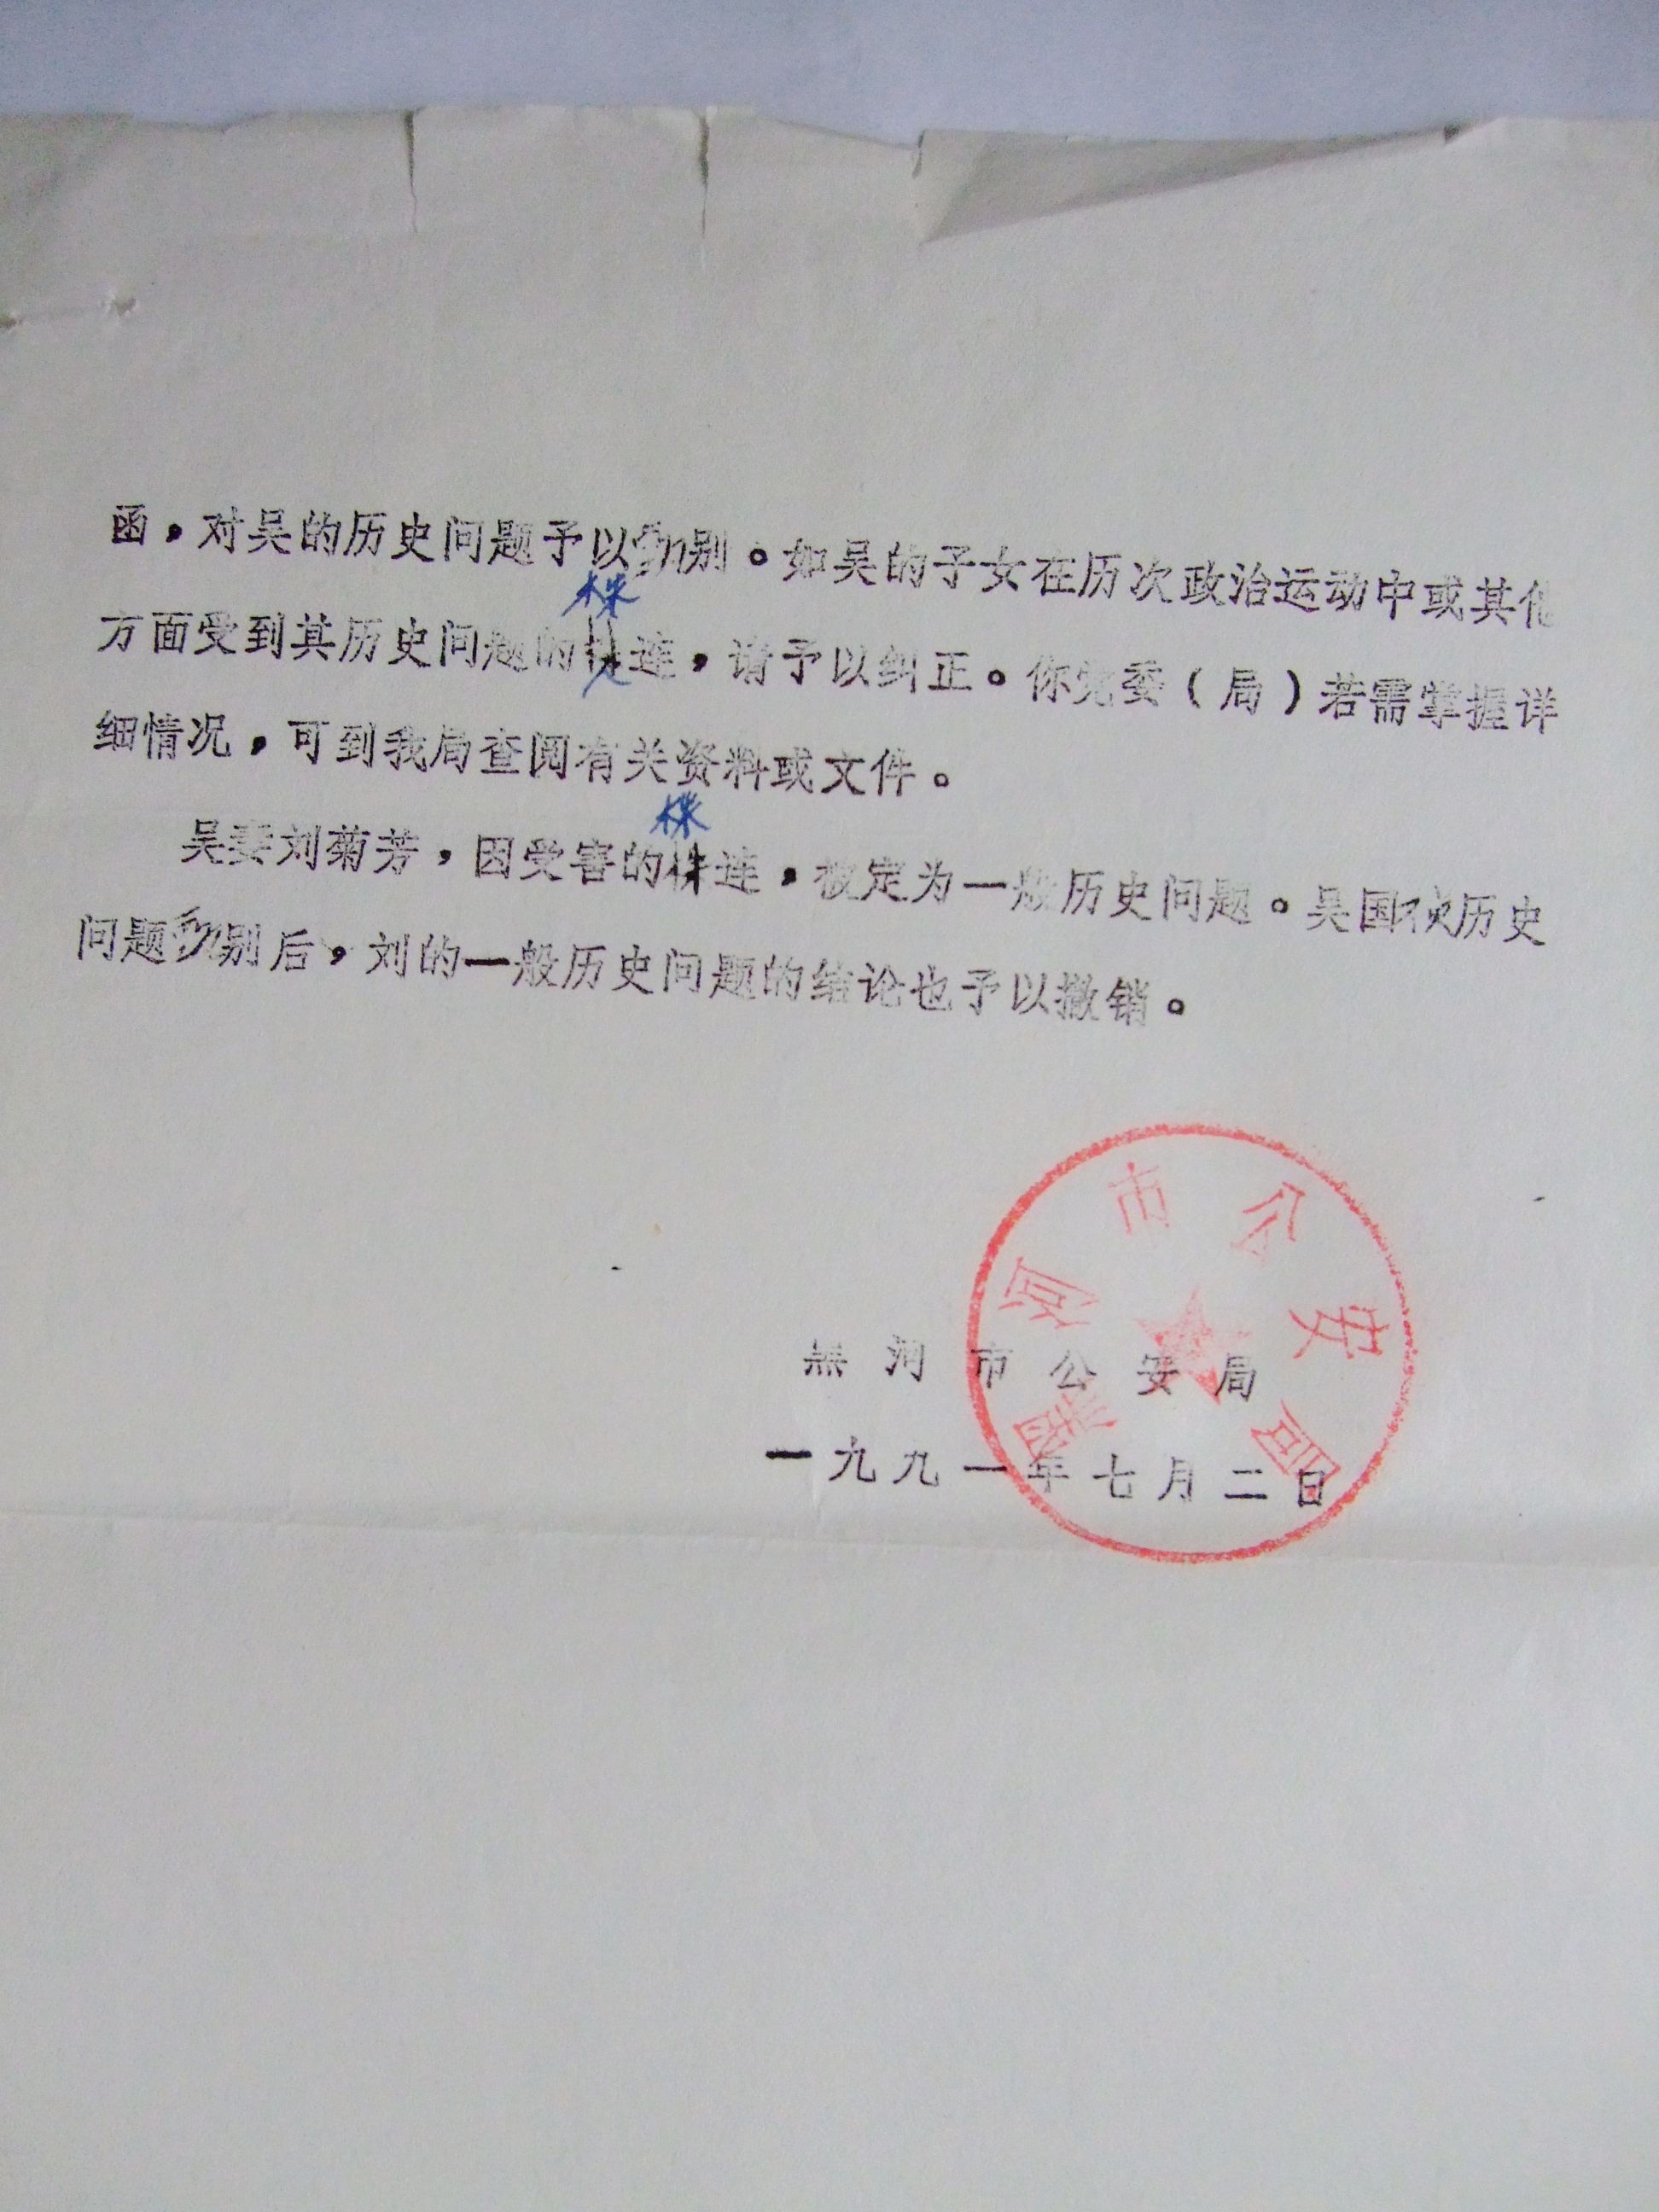 函，对吴的历史问题予以甄别。如吴的子女在历次政治运动中或其他
株
方面受到其历史问题的连，请予以纠正。你党委（局）若需掌握详
细情况，可到我局查阅有关资料或文件。
株
吴妻刘菊芳，因受害的株连，被定为一般历史问题。吴国历史
问题甄别后，刘的一般历史问题的结论也予以撤销。
黑河市公安局
黑河市公安局
一九九一年七月二日